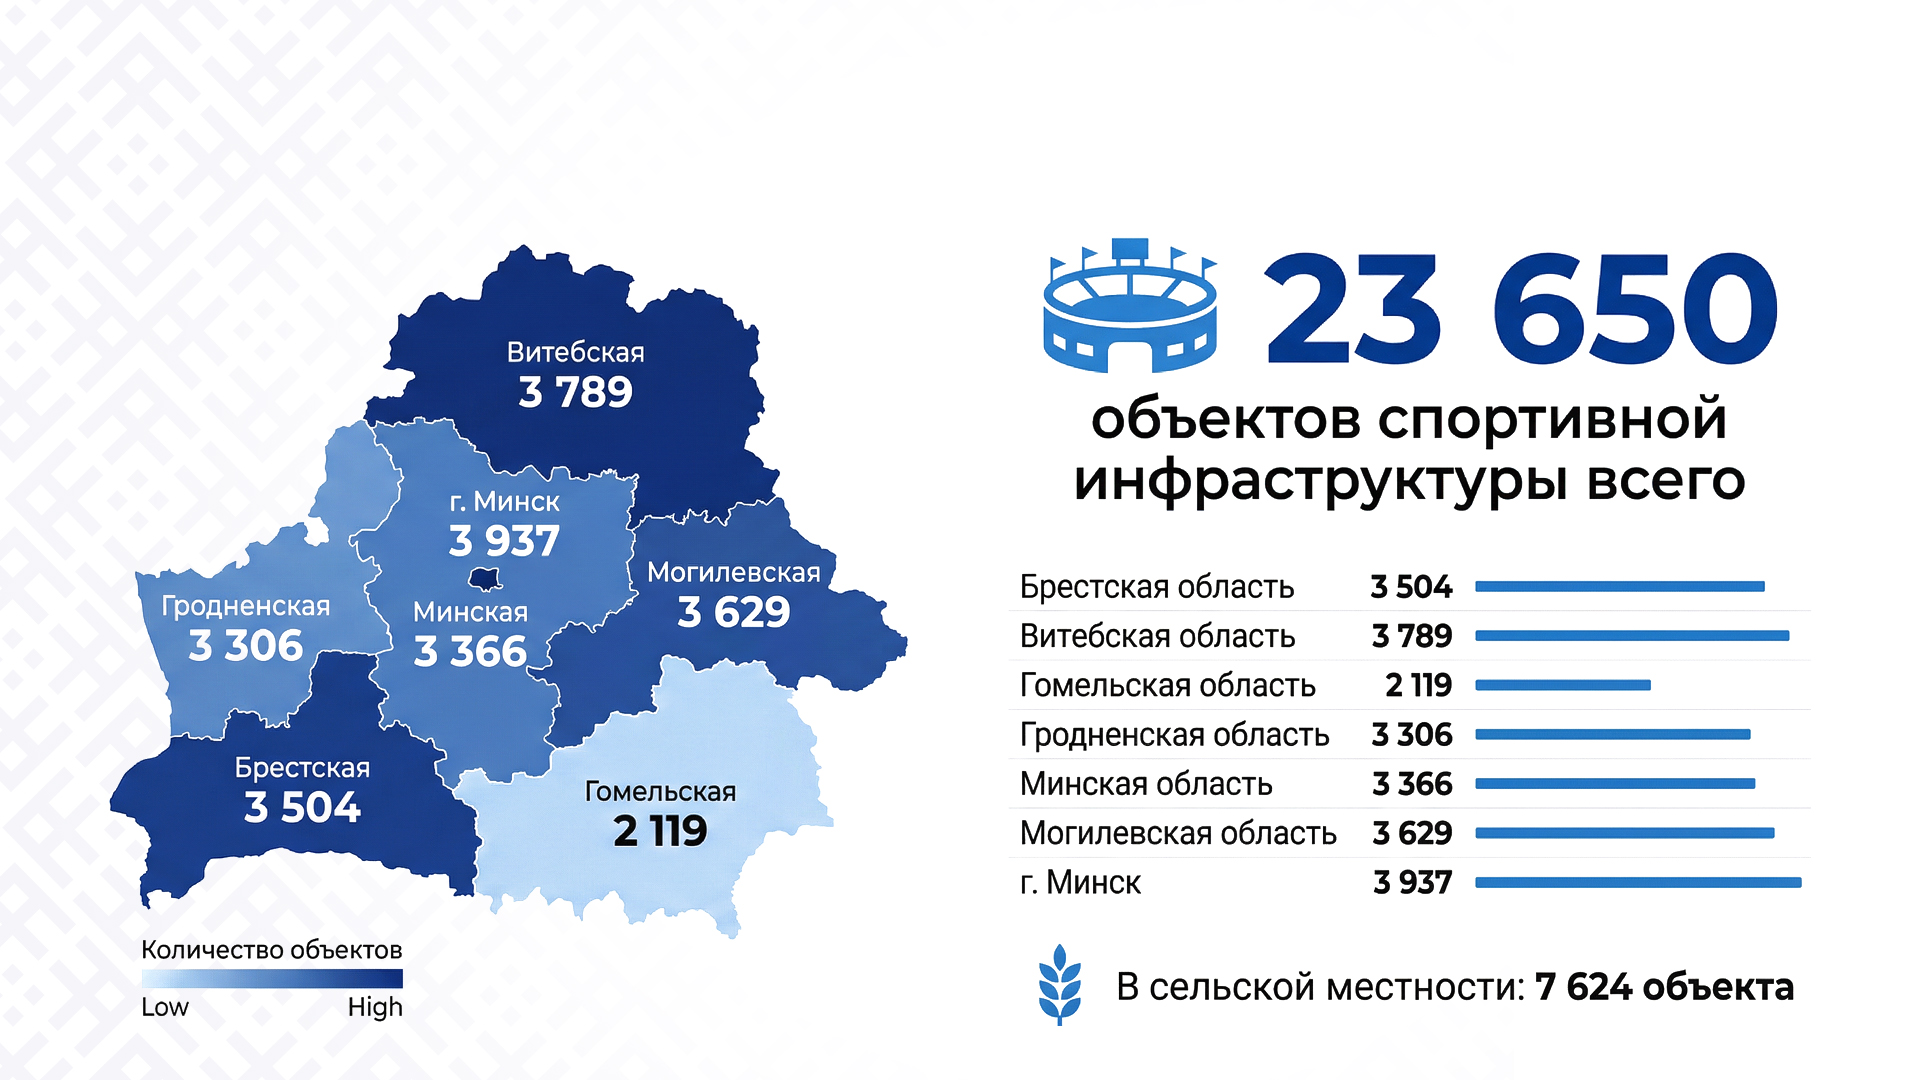 Витебская
3 789
г. Минск
3 937
Могилевская
3 629
Гродненская
3 306
Минская
3 366
Брестская
3 504
Гомельская
2 119
Количество объектов
Low High
23 650
объектов спортивной
инфраструктуры всего
Брестская область 3 504
Витебская область 3 789
Гомельская область 2 119
Гродненская область 3 306
Минская область 3 366
Могилевская область 3 629
г. Минск 3 937
В сельской местности: 7 624 объекта